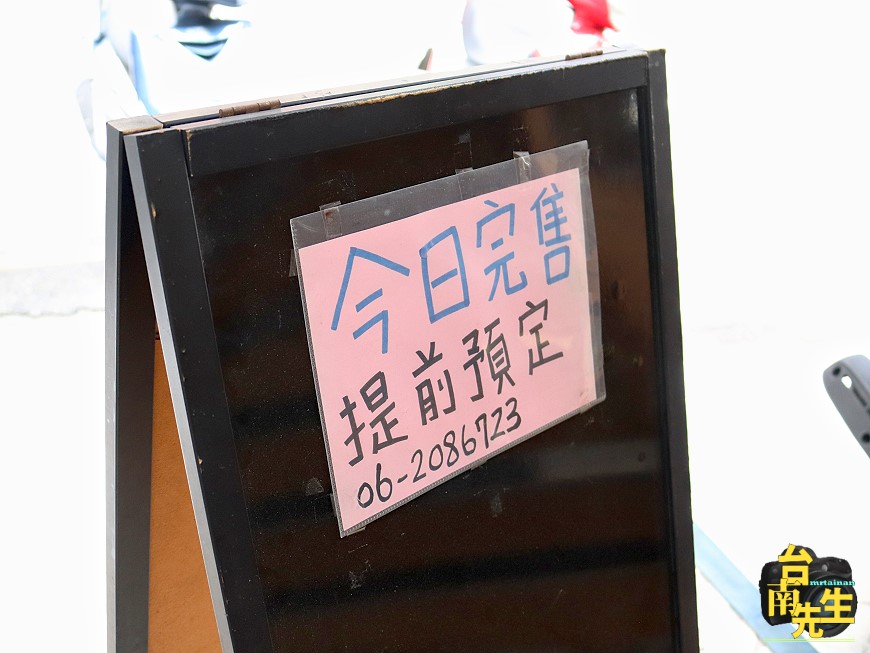 今日完售
提前預定
06-2086723
台南先生
mrtainan